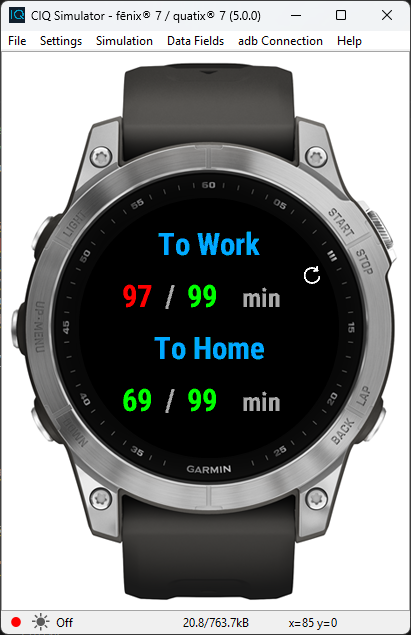 CIQ Simulator - fēnix® 7 / quatix® 7 (5.0.0)
File Settings Simulation Data Fields adb Connection Help
50 05
LIGHT START
STOP
To Work
97 / 99 min
UP·MENU 45 15
To Home
69 / 99 min
40 20
LAP
BACK
35 25
GARMIN
Off 20.8/763.7kB x=85 y=0